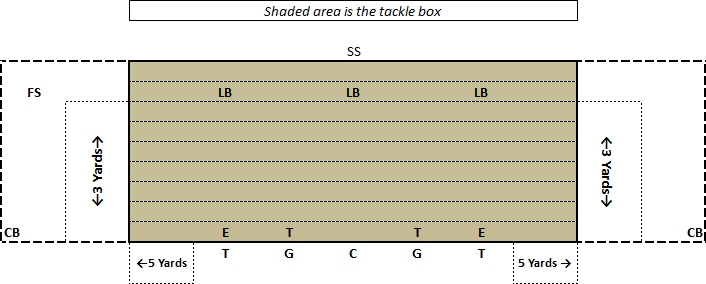 Shaded area is the tackle box
SS
FS LB LB LB
←3 Yards→ ←3 Yards→
CB E T T E CB
T G C G T
←5 Yards 5 Yards →